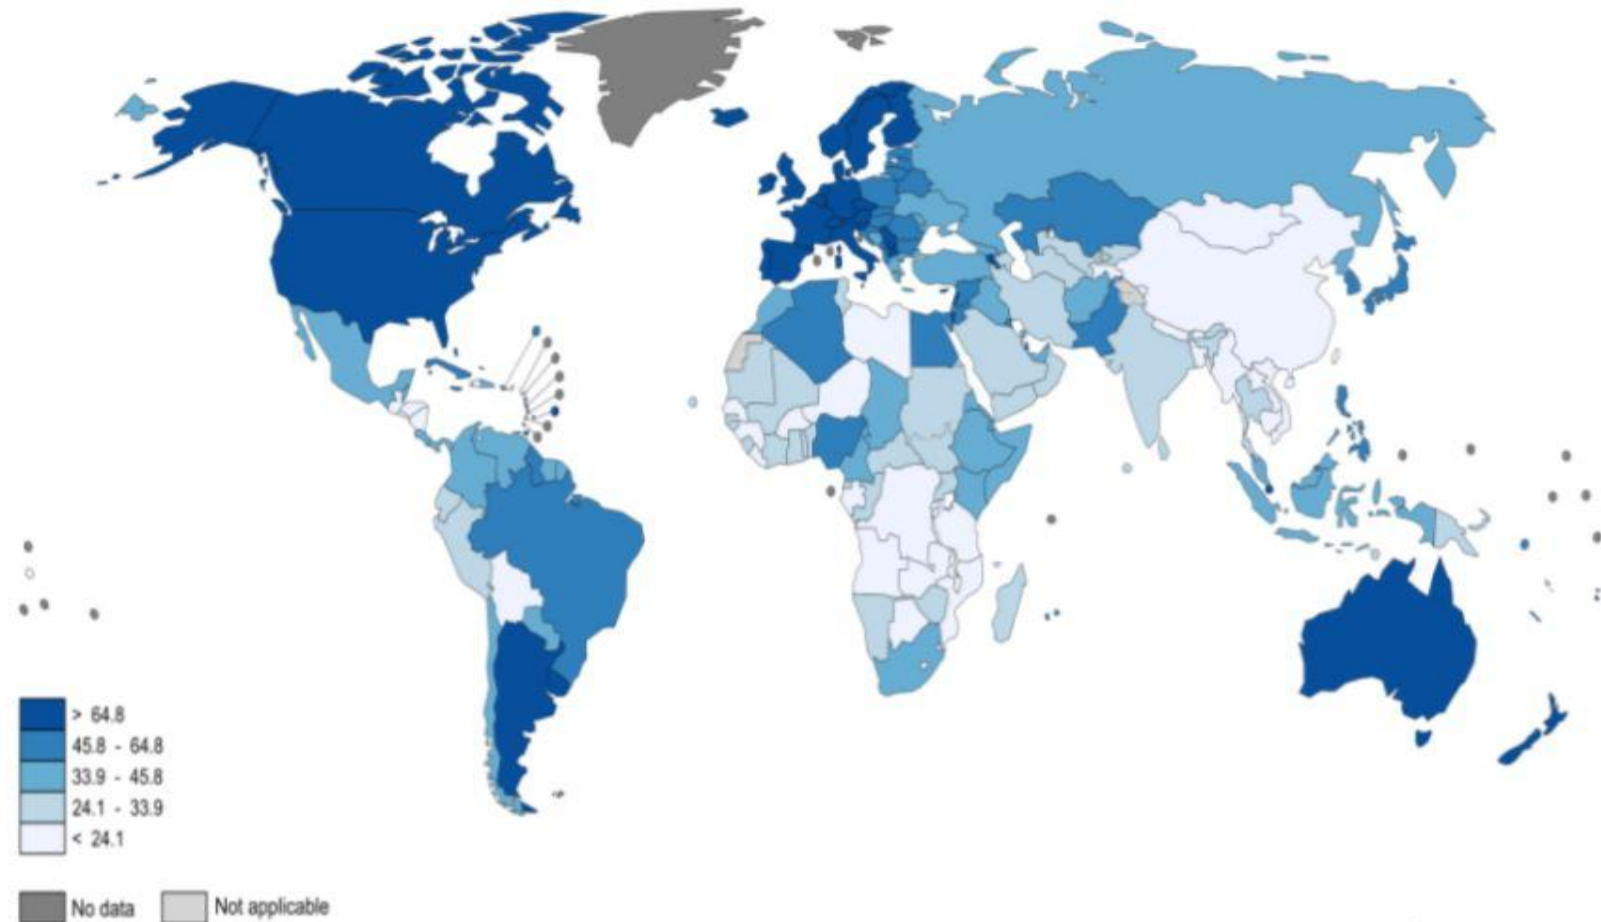 > 64.8
45.8 - 64.8
33.9 - 45.8
24.1 - 33.9
< 24.1
No data
Not applicable